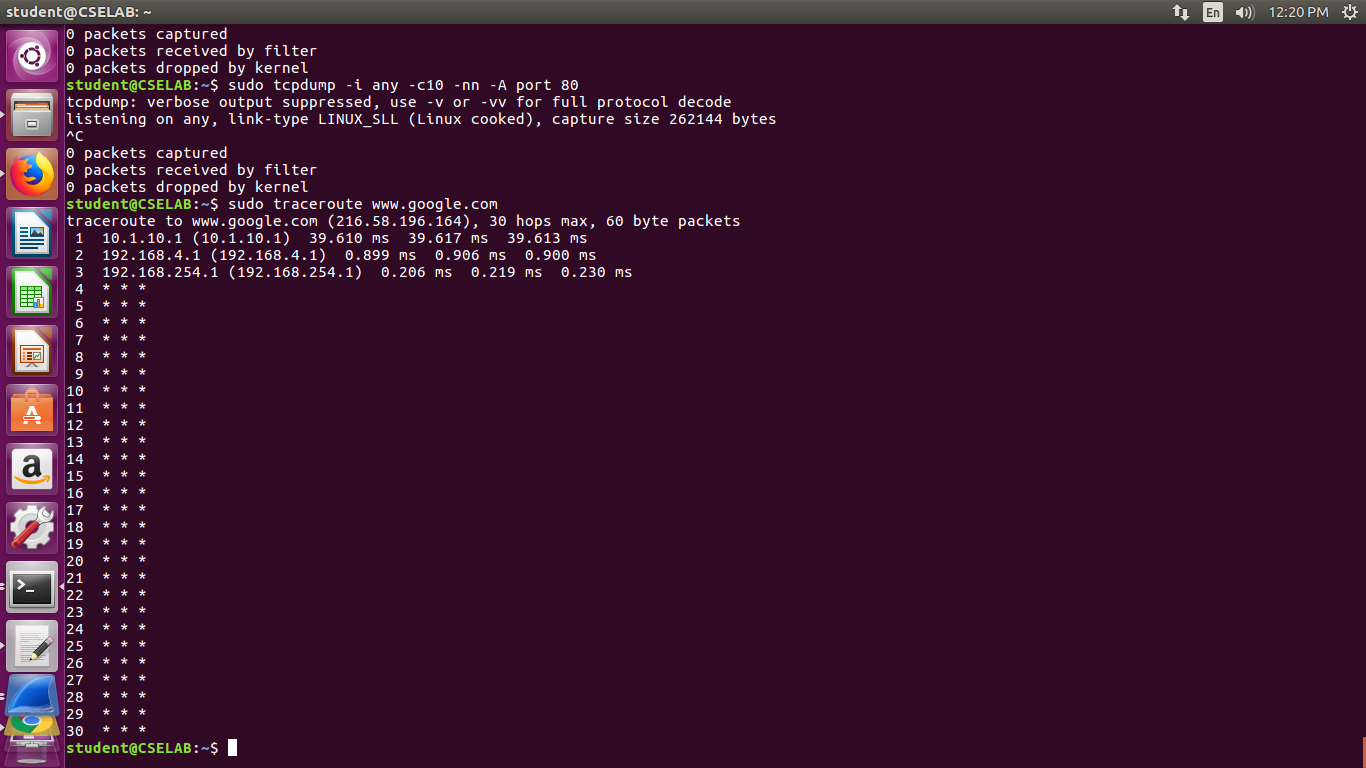 student@CSELAB: ~
En
12:20 PM
0 packets captured
0 packets received by filter
0 packets dropped by kernel
student@CSELAB:~$ sudo tcpdump -i any -c10 -nn -A port 80
tcpdump: verbose output suppressed, use -v or -vv for full protocol decode
listening on any, link-type LINUX_SLL (Linux cooked), capture size 262144 bytes
^C
0 packets captured
0 packets received by filter
0 packets dropped by kernel
student@CSELAB:~$ sudo traceroute www.google.com
traceroute to www.google.com (216.58.196.164), 30 hops max, 60 byte packets
 1  10.1.10.1 (10.1.10.1)  39.610 ms  39.617 ms  39.613 ms
 2  192.168.4.1 (192.168.4.1)  0.899 ms  0.906 ms  0.900 ms
 3  192.168.254.1 (192.168.254.1)  0.206 ms  0.219 ms  0.230 ms
 4  * * *
 5  * * *
 6  * * *
 7  * * *
 8  * * *
 9  * * *
10  * * *
11  * * *
12  * * *
13  * * *
14  * * *
15  * * *
16  * * *
17  * * *
18  * * *
19  * * *
20  * * *
21  * * *
22  * * *
23  * * *
24  * * *
25  * * *
26  * * *
27  * * *
28  * * *
29  * * *
30  * * *
student@CSELAB:~$